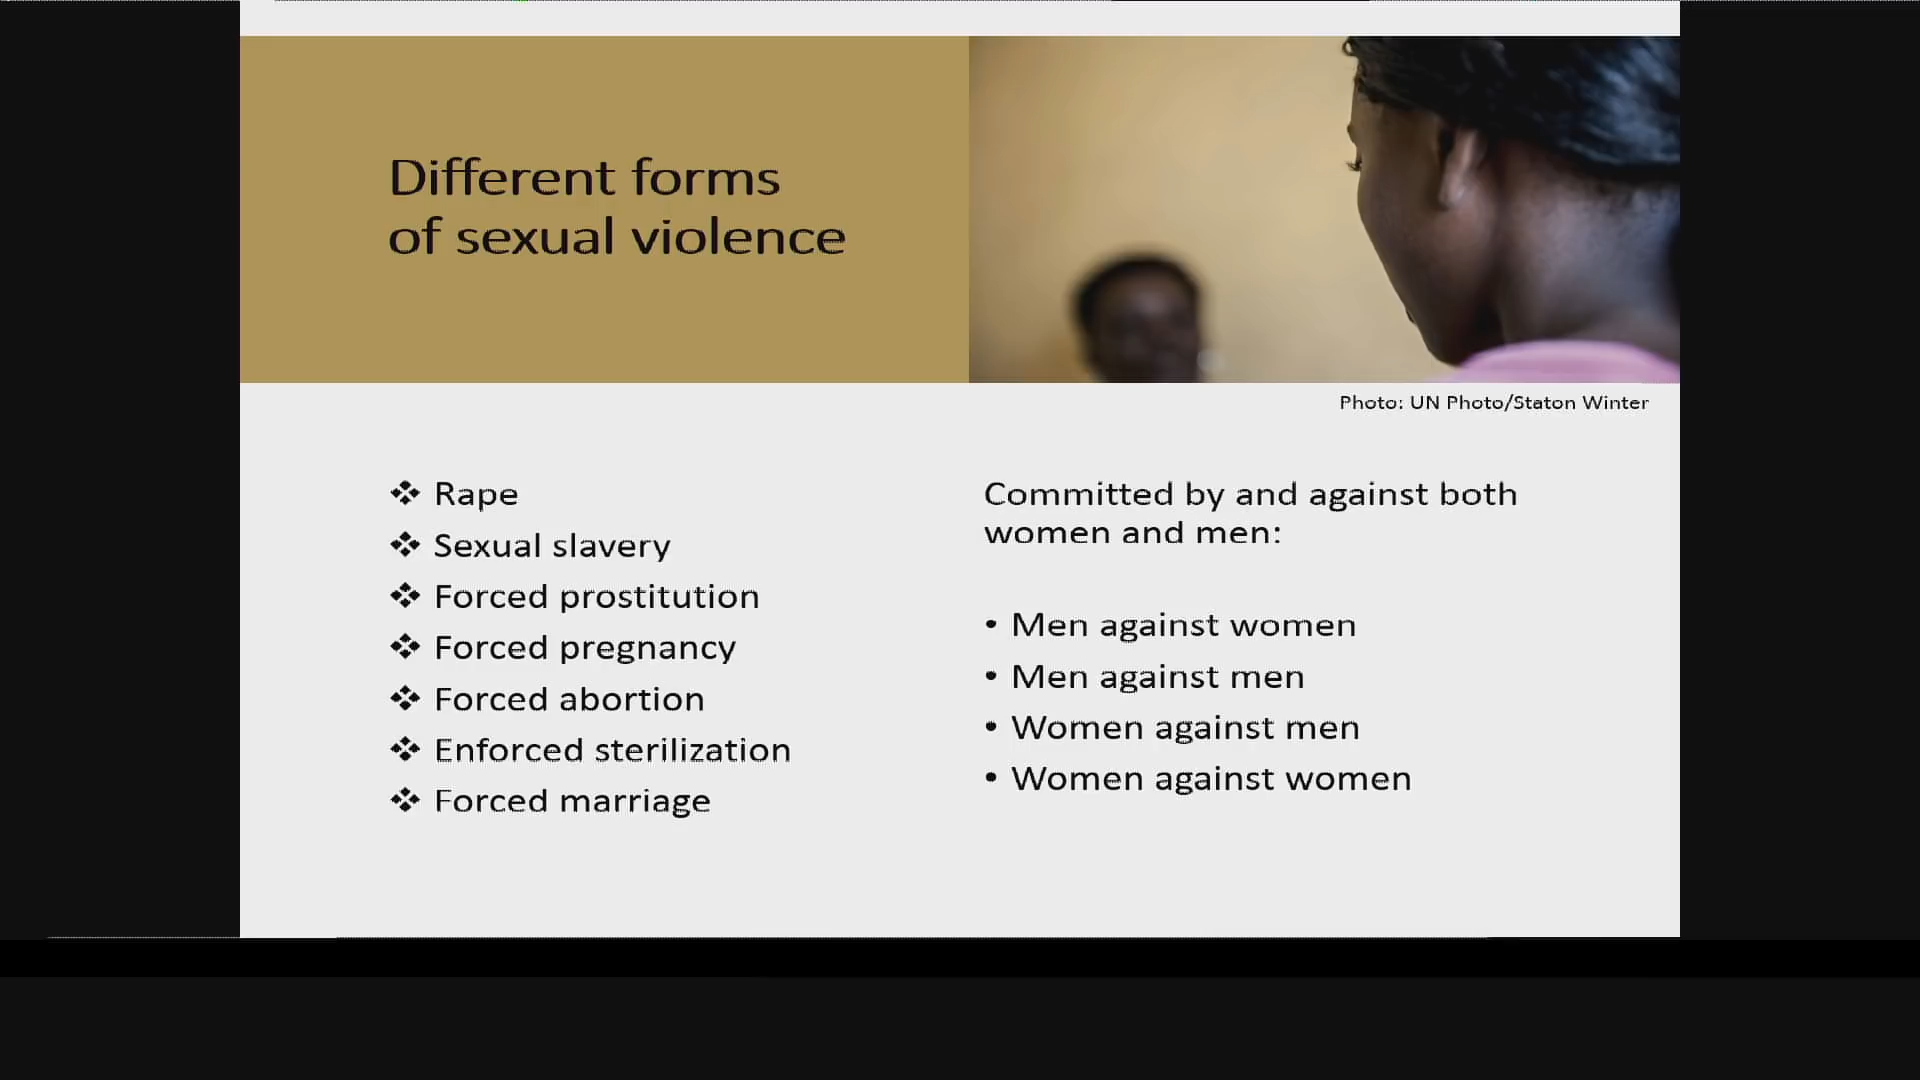 Different forms
of sexual violence
Photo: UN Photo/Staton Winter
❖ Rape
❖ Sexual slavery
❖ Forced prostitution
❖ Forced pregnancy
❖ Forced abortion
❖ Enforced sterilization
❖ Forced marriage
Committed by and against both
women and men:
• Men against women
• Men against men
• Women against men
• Women against women